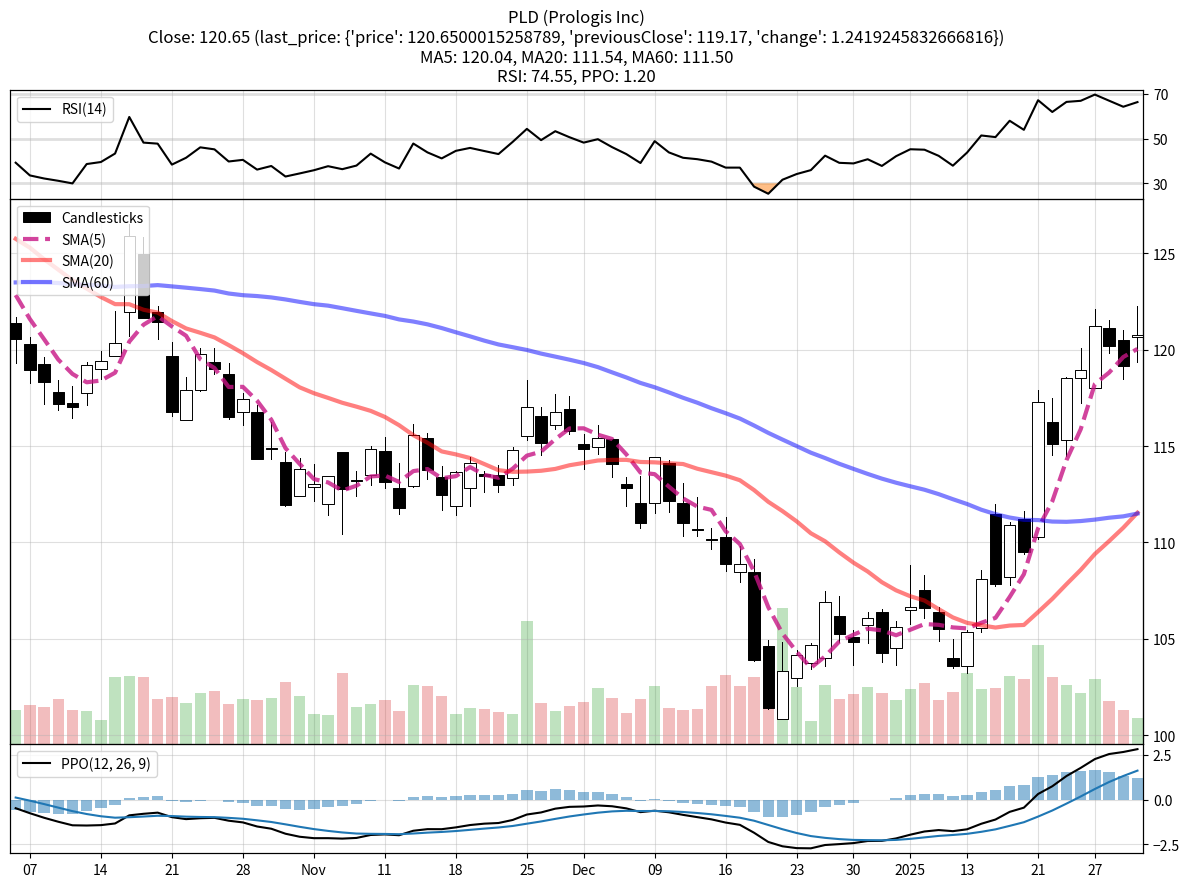 PLD (Prologis Inc)
Close: 120.65 (last_price: {'price': 120.6500015258789, 'previousClose': 119.17, 'change': 1.2419245832666816})
MA5: 120.04, MA20: 111.54, MA60: 111.50
RSI: 74.55, PPO: 1.20
RSI(14)
70
50
30
Candlesticks
SMA(5)
SMA(20)
SMA(60)
125
120
115
110
105
100
PPO(12, 26, 9)
2.5
0.0
−2.5
07 14 21 28 Nov 11 18 25 Dec 09 16 23 30 2025 13 21 27